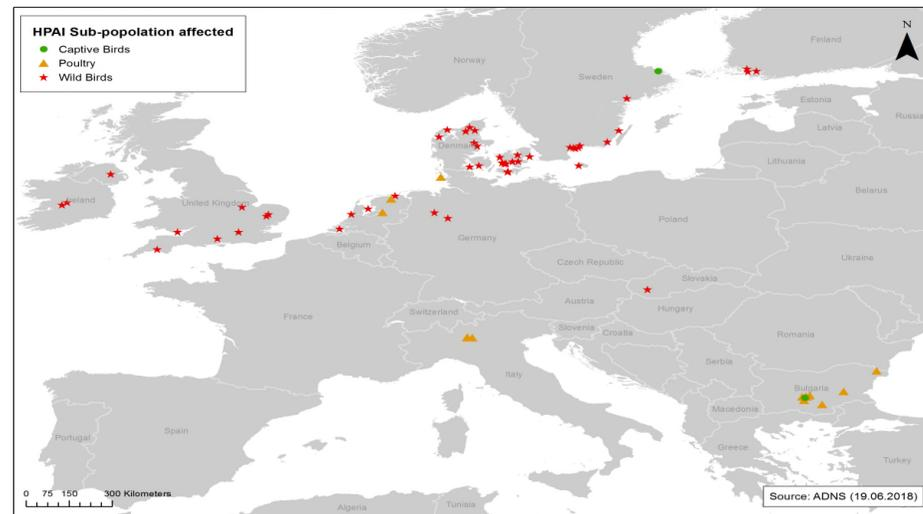 HPAI Sub-population affected
Captive Birds
Poultry
Wild Birds
N
Finland
Norway
Sweden
Estonia
Russia
Latvia
Denmark
Lithuania
Ireland
United Kingdom
Belarus
Poland
Germany
Belgium
Ukraine
Czech Republic
Slovakia
Austria
Hungary
France
Switzerland
Slovenia
Croatia
Romania
Serbia
Italy
Bulgaria
Macedonia
Portugal
Spain
Greece
Turkey
0 75 150 300 Kilometers
Source: ADNS (19.06.2018)
Algeria
Tunisia